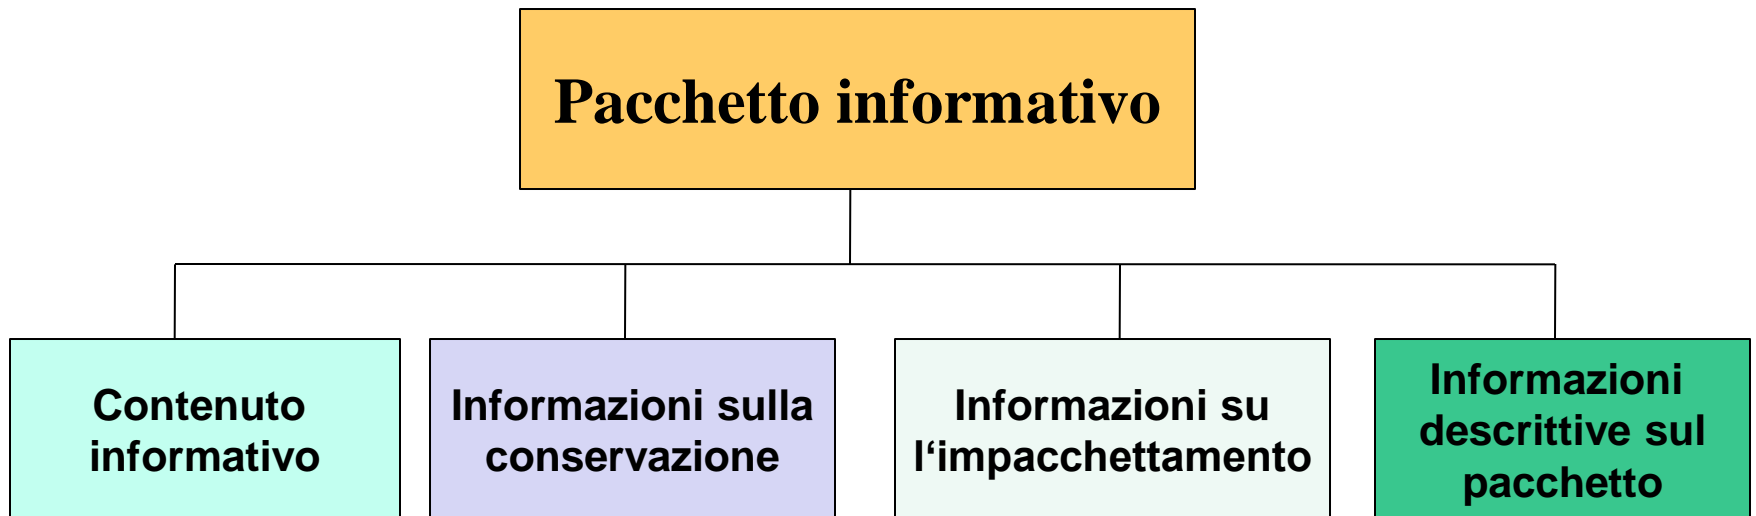 Pacchetto informativo
Contenuto
informativo
Informazioni sulla
conservazione
Informazioni su
l‘impacchettamento
Informazioni
descrittive sul
pacchetto